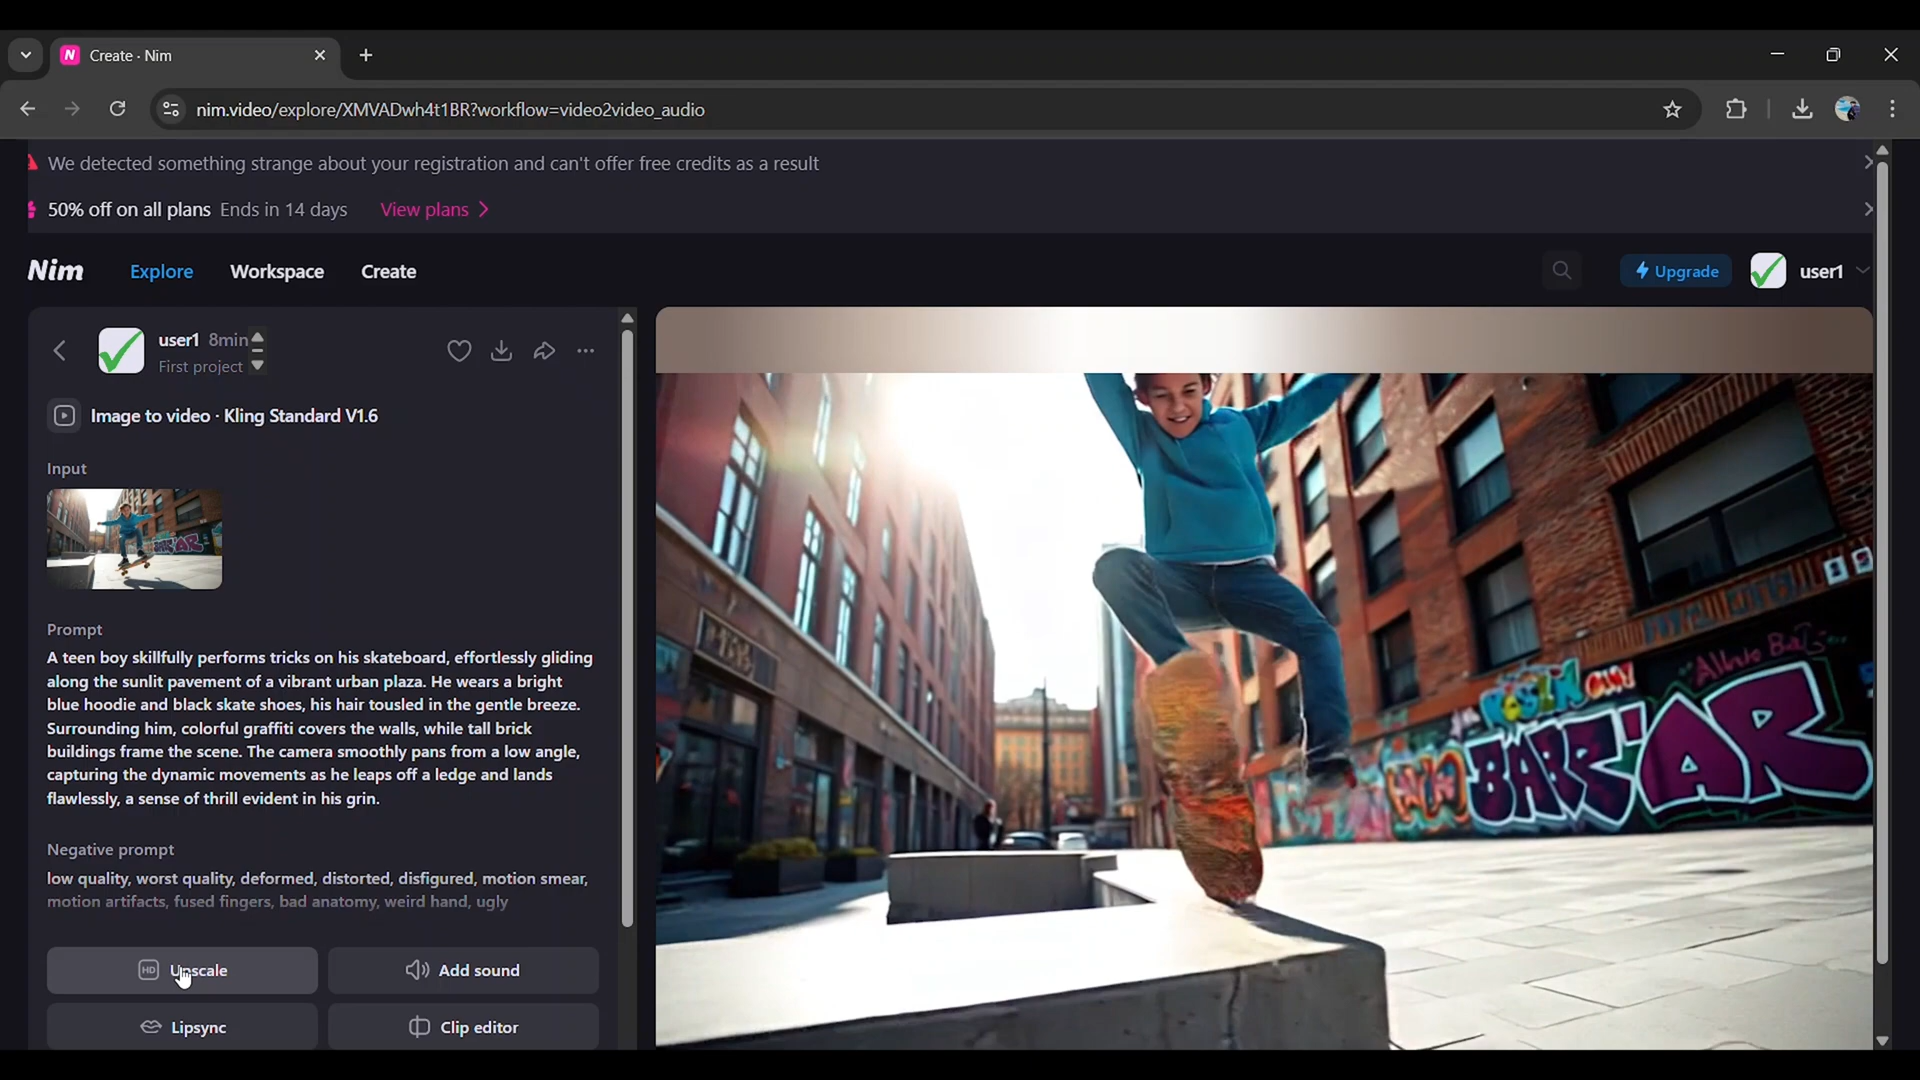 Create · Nim
nim.video/explore/XMVADwh4t1BR?workflow=video2video_audio
We detected something strange about your registration and can't offer free credits as a result
50% off on all plans Ends in 14 days View plans
Nim Explore Workspace Create Upgrade user1
user1 8min
First project
Image to video · Kling Standard V1.6
Input
Prompt
A teen boy skillfully performs tricks on his skateboard, effortlessly gliding
along the sunlit pavement of a vibrant urban plaza. He wears a bright
blue hoodie and black skate shoes, his hair tousled in the gentle breeze.
Surrounding him, colorful graffiti covers the walls, while tall brick
buildings frame the scene. The camera smoothly pans from a low angle,
capturing the dynamic movements as he leaps off a ledge and lands
flawlessly, a sense of thrill evident in his grin.
Negative prompt
low quality, worst quality, deformed, distorted, disfigured, motion smear,
motion artifacts, fused fingers, bad anatomy, weird hand, ugly
HD Upscale Add sound
Lipsync Clip editor
BABR'AR